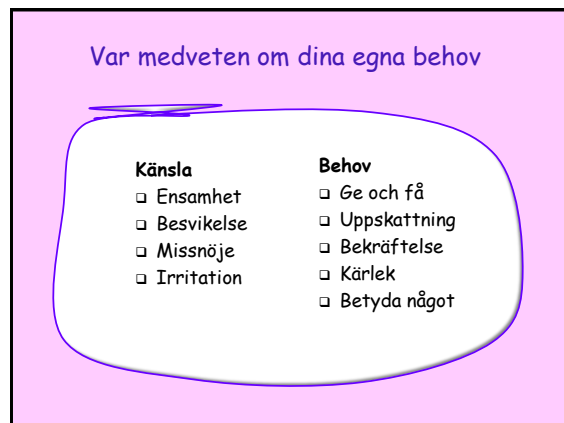 Var medveten om dina egna behov
Känsla
Ensamhet
Besvikelse
Missnöje
Irritation
Behov
Ge och få
Uppskattning
Bekräftelse
Kärlek
Betyda något